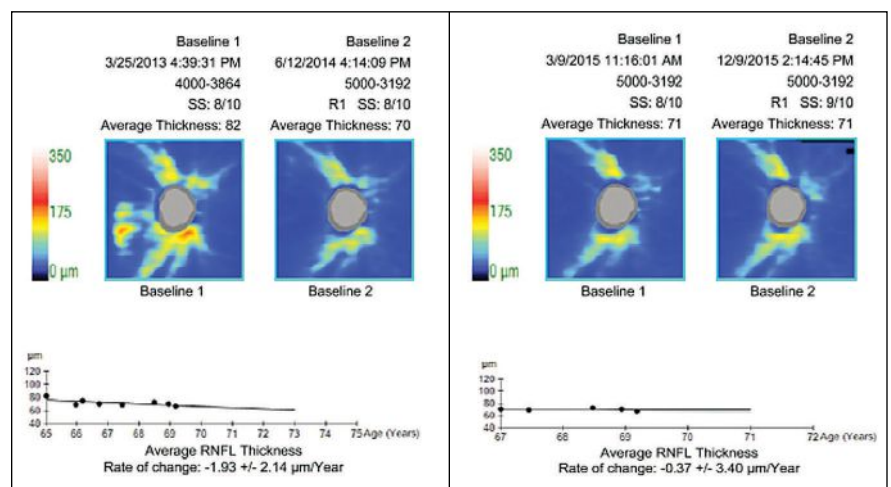 Baseline 1
3/25/2013 4:39:31 PM
4000-3864
SS: 8/10
Average Thickness: 82
Baseline 2
6/12/2014 4:14:09 PM
5000-3192
R1 SS: 8/10
Average Thickness: 70
350
175
0 µm
Baseline 1
Baseline 2
µm
120
100
80
60
40
65 66 67 68 69 70 71 72 73 74 75 Age (Years)
Average RNFL Thickness
Rate of change: -1.93 +/- 2.14 µm/Year
Baseline 1
3/9/2015 11:16:01 AM
5000-3192
SS: 8/10
Average Thickness: 71
Baseline 2
12/9/2015 2:14:45 PM
5000-3192
R1 SS: 9/10
Average Thickness: 71
350
175
0 µm
Baseline 1
Baseline 2
µm
120
100
80
60
40
67 68 69 70 71 72 Age (Years)
Average RNFL Thickness
Rate of change: -0.37 +/- 3.40 µm/Year